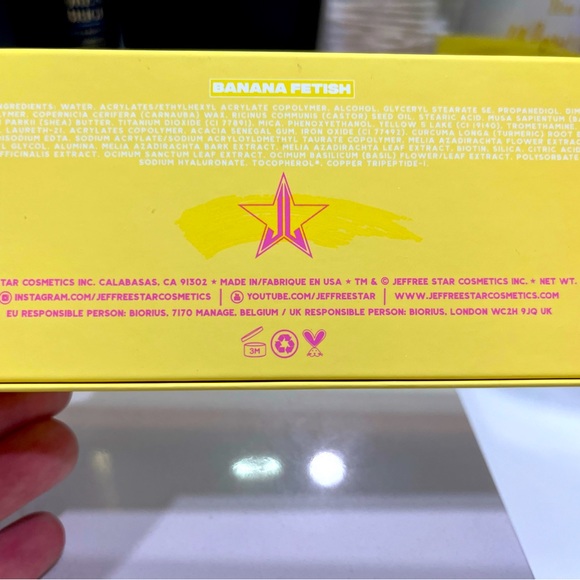 BANANA FETISH
INGREDIENTS: WATER, ACRYLATES/ETHYLHEXYL ACRYLATE COPOLYMER, ALCOHOL, GLYCERYL STEARATE SE, PROPANEDIOL,
COPERNICIA CERIFERA (CARNAUBA) WAX, RICINUS COMMUNIS (CASTOR) SEED OIL, STEARIC ACID, MUSA SAPIENTUM
PARKII (SHEA) BUTTER, TITANIUM DIOXIDE (CI 77891), MICA, PHENOXYETHANOL, YELLOW 5 LAKE (CI 19140), TROMETHAMINE
LAURETH-21, ACRYLATES COPOLYMER, ACACIA SENEGAL GUM, IRON OXIDE (CI 77492), CURCUMA LONGA (TURMERIC) ROOT
EDTA, SODIUM ACRYLATE/SODIUM ACRYLOYLDIMETHYL TAURATE COPOLYMER, MELIA AZADIRACHTA FLOWER
GLYCOL, ALUMINA, MELIA AZADIRACHTA BARK EXTRACT, MELIA AZADIRACHTA LEAF EXTRACT, BIOTIN, SILICA, CITRIC ACID
OFFICINALIS EXTRACT, OCIMUM SANCTUM LEAF EXTRACT, OCIMUM BASILICUM (BASIL) FLOWER/LEAF EXTRACT,
SODIUM HYALURONATE, TOCOPHEROL*, COPPER TRIPEPTIDE-1.
STAR COSMETICS INC. CALABASAS, CA 91302 ★ MADE IN/FABRIQUE EN USA ★ TM & © JEFFREE STAR COSMETICS INC. ★ NET WT.
INSTAGRAM.COM/JEFFREESTARCOSMETICS | YOUTUBE.COM/JEFFREESTAR | WWW.JEFFREESTARCOSMETICS.COM
EU RESPONSIBLE PERSON: BIORIUS, 7170 MANAGE, BELGIUM / UK RESPONSIBLE PERSON: BIORIUS, LONDON WC2H 9JQ UK
3M